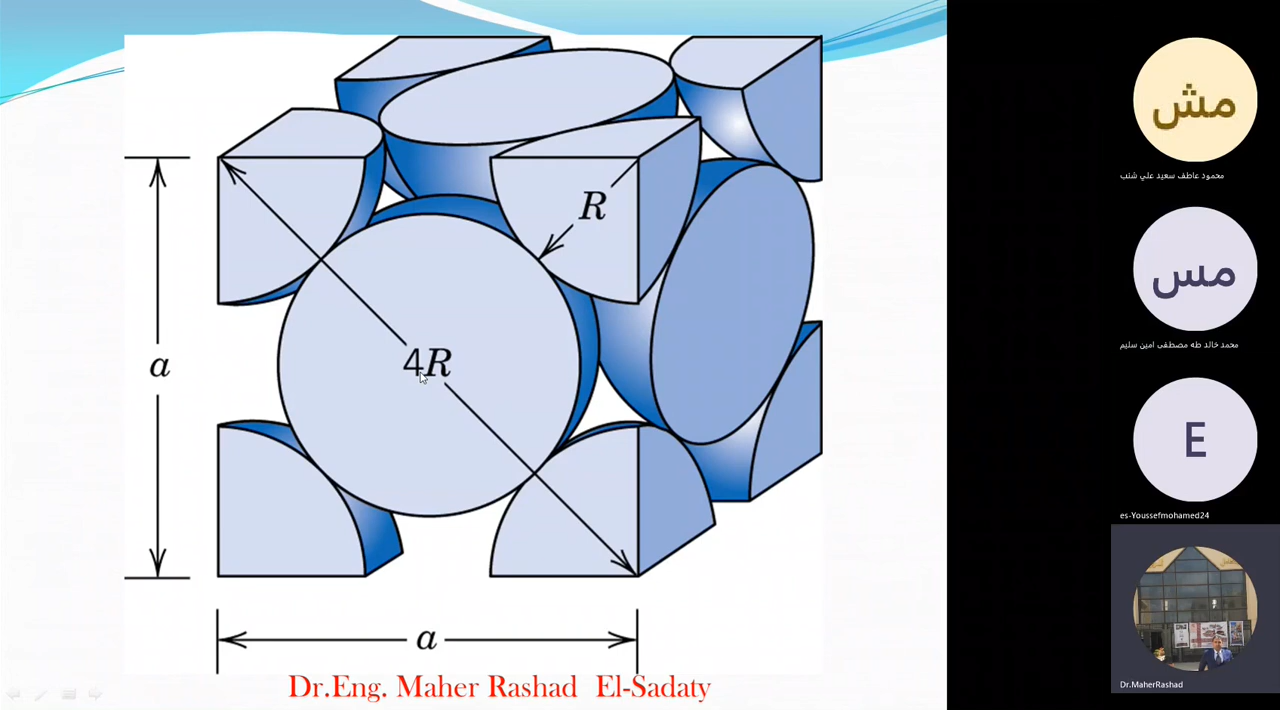 R
4R
a
a
Dr.Eng. Maher Rashad El-Sadaty
مش
محمود عاطف سعيد علي شنب
مس
محمد خالد طه مصطفى امين سليم
E
es-Youssefmohamed24
Dr.MaherRashad